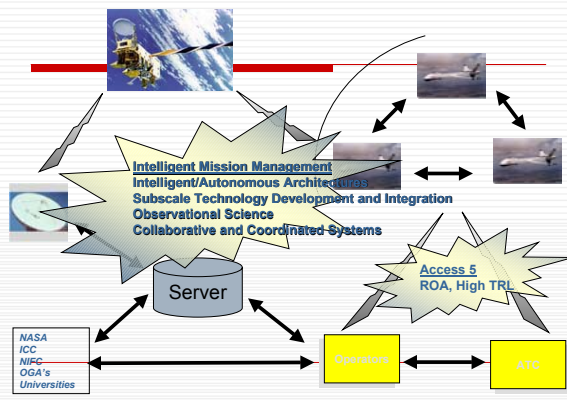 Intelligent Mission Management
Intelligent/Autonomous Architectures
Subscale Technology Development and Integration
Observational Science
Collaborative and Coordinated Systems
Access 5
ROA, High TRL
Server
NASA
ICC
NIFC
OGA's
Universities
Operators
ATC